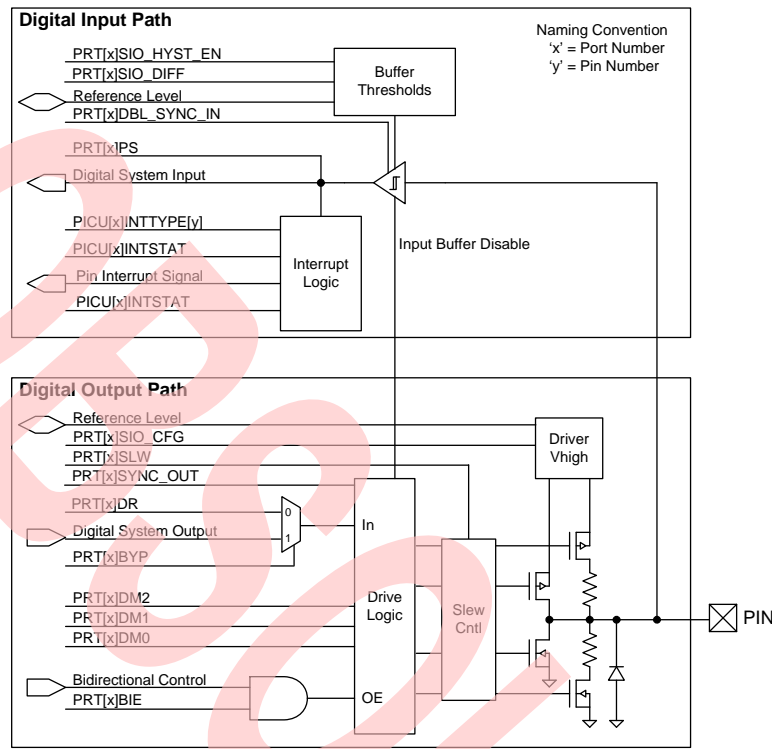 Digital Input Path
Naming Convention
'x' = Port Number
'y' = Pin Number
PRT[x]SIO_HYST_EN
PRT[x]SIO_DIFF
Reference Level
PRT[x]DBL_SYNC_IN
Buffer
Thresholds
PRT[x]PS
Digital System Input
PICU[x]INTTYPE[y]
PICU[x]INTSTAT
Pin Interrupt Signal
PICU[x]INTSTAT
Interrupt
Logic
Input Buffer Disable
Digital Output Path
Reference Level
PRT[x]SIO_CFG
PRT[x]SLW
PRT[x]SYNC_OUT
Driver
Vhigh
PRT[x]DR
Digital System Output
PRT[x]BYP
0
1
In
PRT[x]DM2
PRT[x]DM1
PRT[x]DM0
Drive
Logic
Slew
Cntl
PIN
Bidirectional Control
PRT[x]BIE
OE